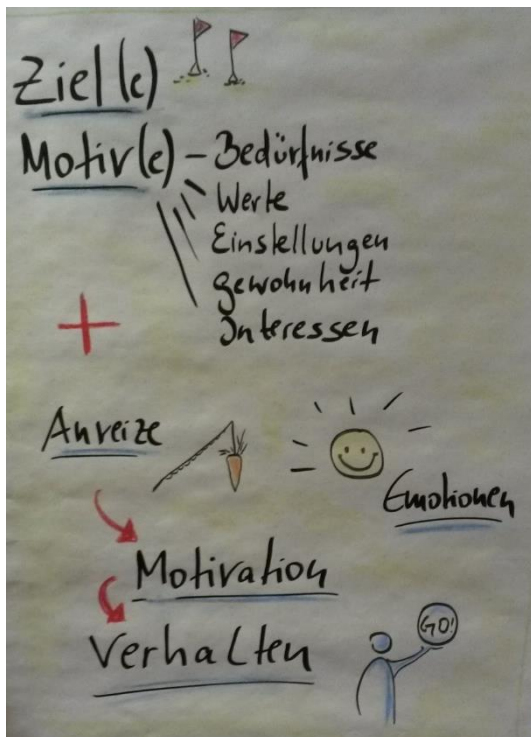 Ziel(e)
Motiv(e) – Bedürfnisse
Werte
Einstellungen
gewohnheit
Interessen
+
Anreize
Emotionen
Motivation
Verhalten
GO!